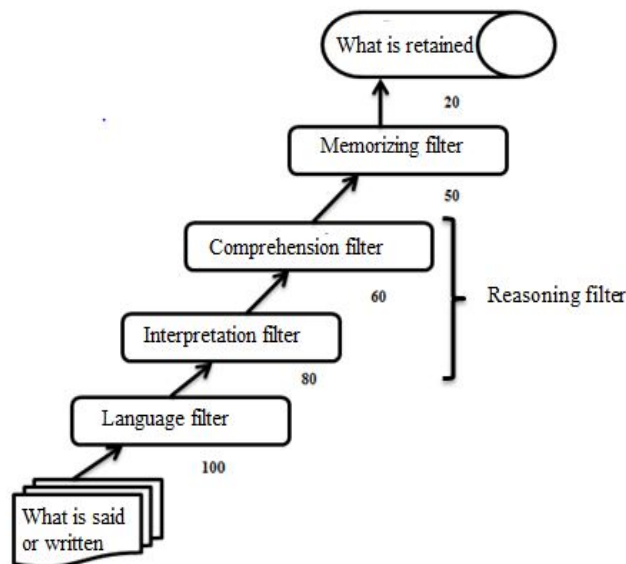 What is retained
20
Memorizing filter
50
Comprehension filter
60
Reasoning filter
Interpretation filter
80
Language filter
100
What is said
or written